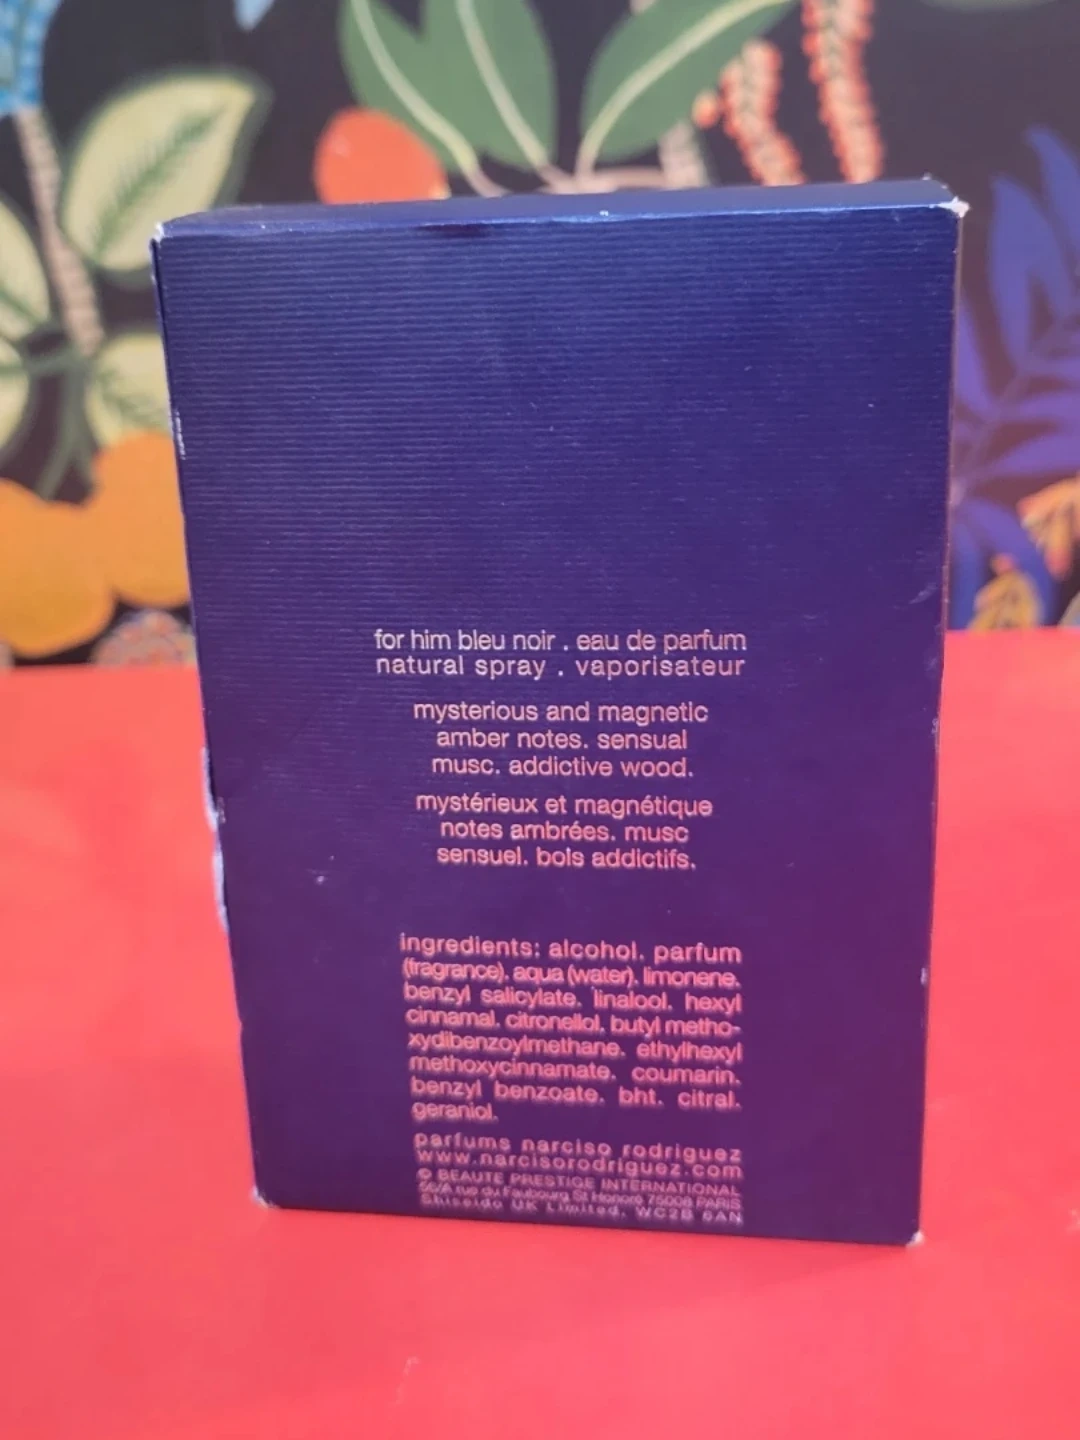 for him bleu noir . eau de parfum
natural spray . vaporisateur
mysterious and magnetic
amber notes. sensual
musc. addictive wood.
mystérieux et magnétique
notes ambrées. musc
sensuel. bois addictifs.
ingredients: alcohol. parfum
(fragrance). aqua (water). limonene.
benzyl salicylate. linalool. hexyl
cinnamal. citronellol. butyl metho-
xydibenzoylmethane. ethylhexyl
methoxycinnamate. coumarin.
benzyl benzoate. bht. citral.
geraniol.
parfums narciso rodriguez
www.narcisorodriguez.com
© BEAUTE PRESTIGE INTERNATIONAL
rue du Faubourg St Honoré 75008 PARIS
Shiseido UK Limited. WC2B 6AN